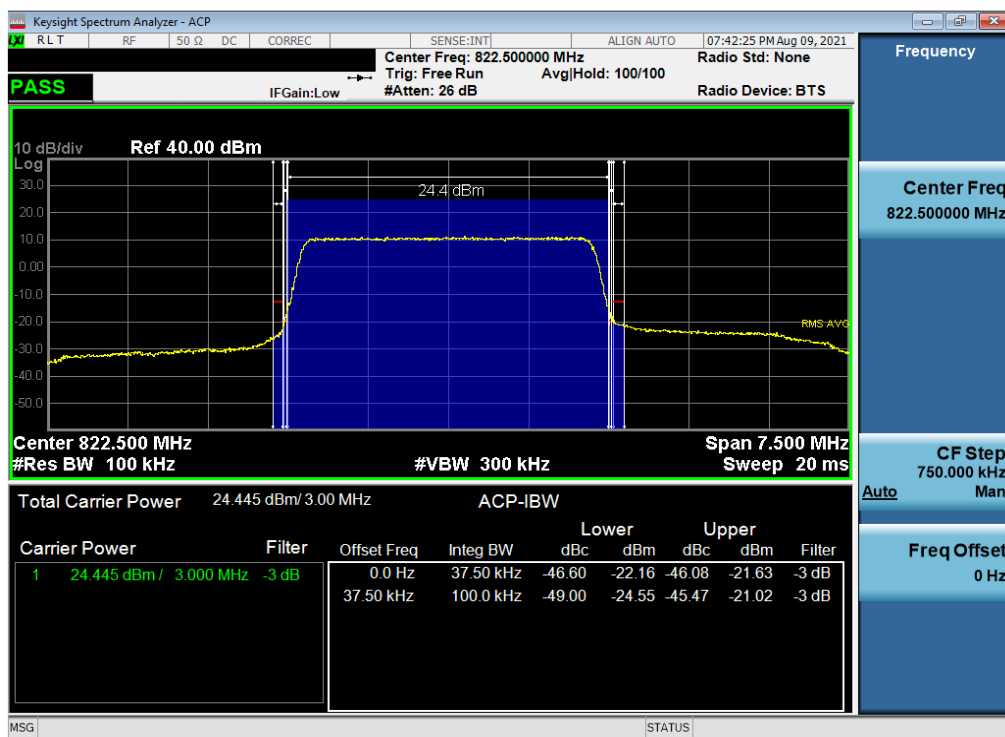 Keysight Spectrum Analyzer - ACP
LXI RLT RF 50 Ω DC CORREC SENSE:INT ALIGN AUTO 07:42:25 PM Aug 09, 2021
Center Freq: 822.500000 MHz Radio Std: None
Trig: Free Run Avg|Hold: 100/100
PASS IFGain:Low #Atten: 26 dB Radio Device: BTS
Frequency
10 dB/div Ref 40.00 dBm
Log
30.0
24.4 dBm
20.0
10.0
0.00
-10.0
-20.0
RMS AVG
-30.0
-40.0
-50.0
Center 822.500 MHz Span 7.500 MHz
#Res BW 100 kHz #VBW 300 kHz Sweep 20 ms
Center Freq
822.500000 MHz
CF Step
750.000 kHz
Auto Man
Freq Offset
0 Hz
Total Carrier Power 24.445 dBm/ 3.00 MHz ACP-IBW
Lower Upper
Carrier Power Filter Offset Freq Integ BW dBc dBm dBc dBm Filter
1 24.445 dBm / 3.000 MHz -3 dB 0.0 Hz 37.50 kHz -46.60 -22.16 -46.08 -21.63 -3 dB
37.50 kHz 100.0 kHz -49.00 -24.55 -45.47 -21.02 -3 dB
MSG STATUS